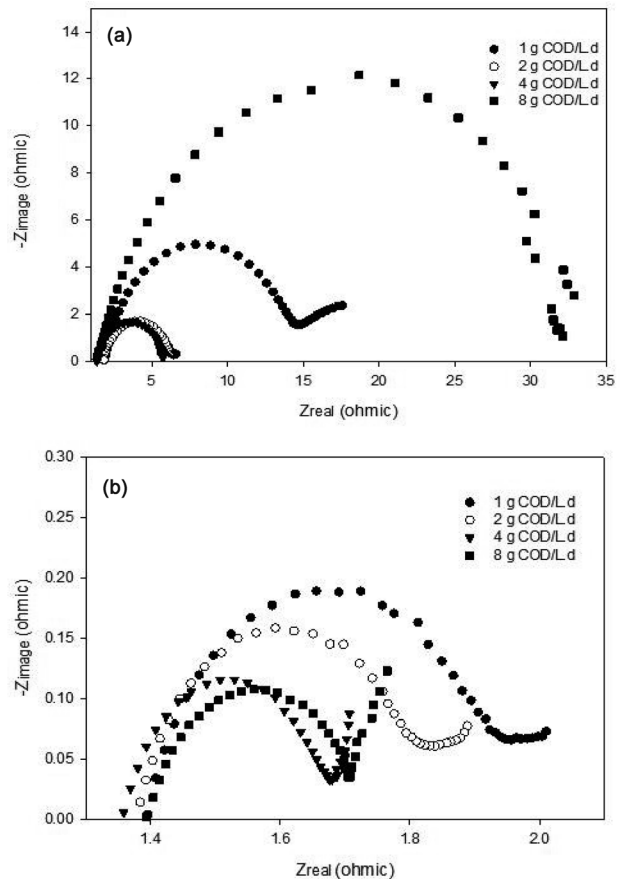 (a)
1 g COD/L.d
2 g COD/L.d
4 g COD/L.d
8 g COD/L.d
14
12
10
8
6
4
2
0
-Zimage (ohmic)
5 10 15 20 25 30 35
Zreal (ohmic)
(b)
1 g COD/L.d
2 g COD/L.d
4 g COD/L.d
8 g COD/L.d
0.30
0.25
0.20
0.15
0.10
0.05
0.00
-Zimage (ohmic)
1.4 1.6 1.8 2.0
Zreal (ohmic)